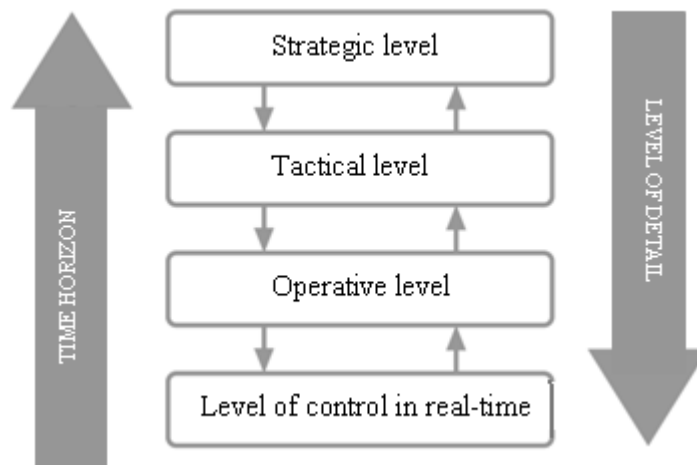 Strategic level
Tactical level
Operative level
Level of control in real-time
TIME HORIZON
LEVEL OF DETAIL